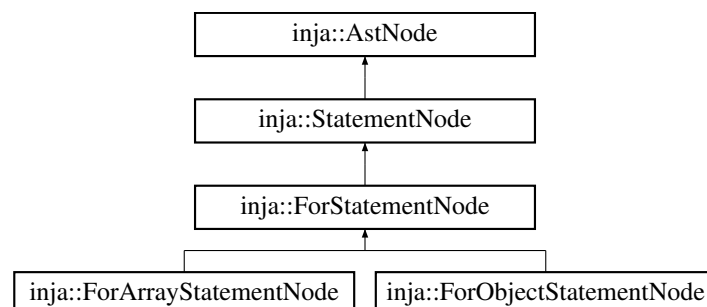 inja::AstNode
inja::StatementNode
inja::ForStatementNode
inja::ForArrayStatementNode
inja::ForObjectStatementNode